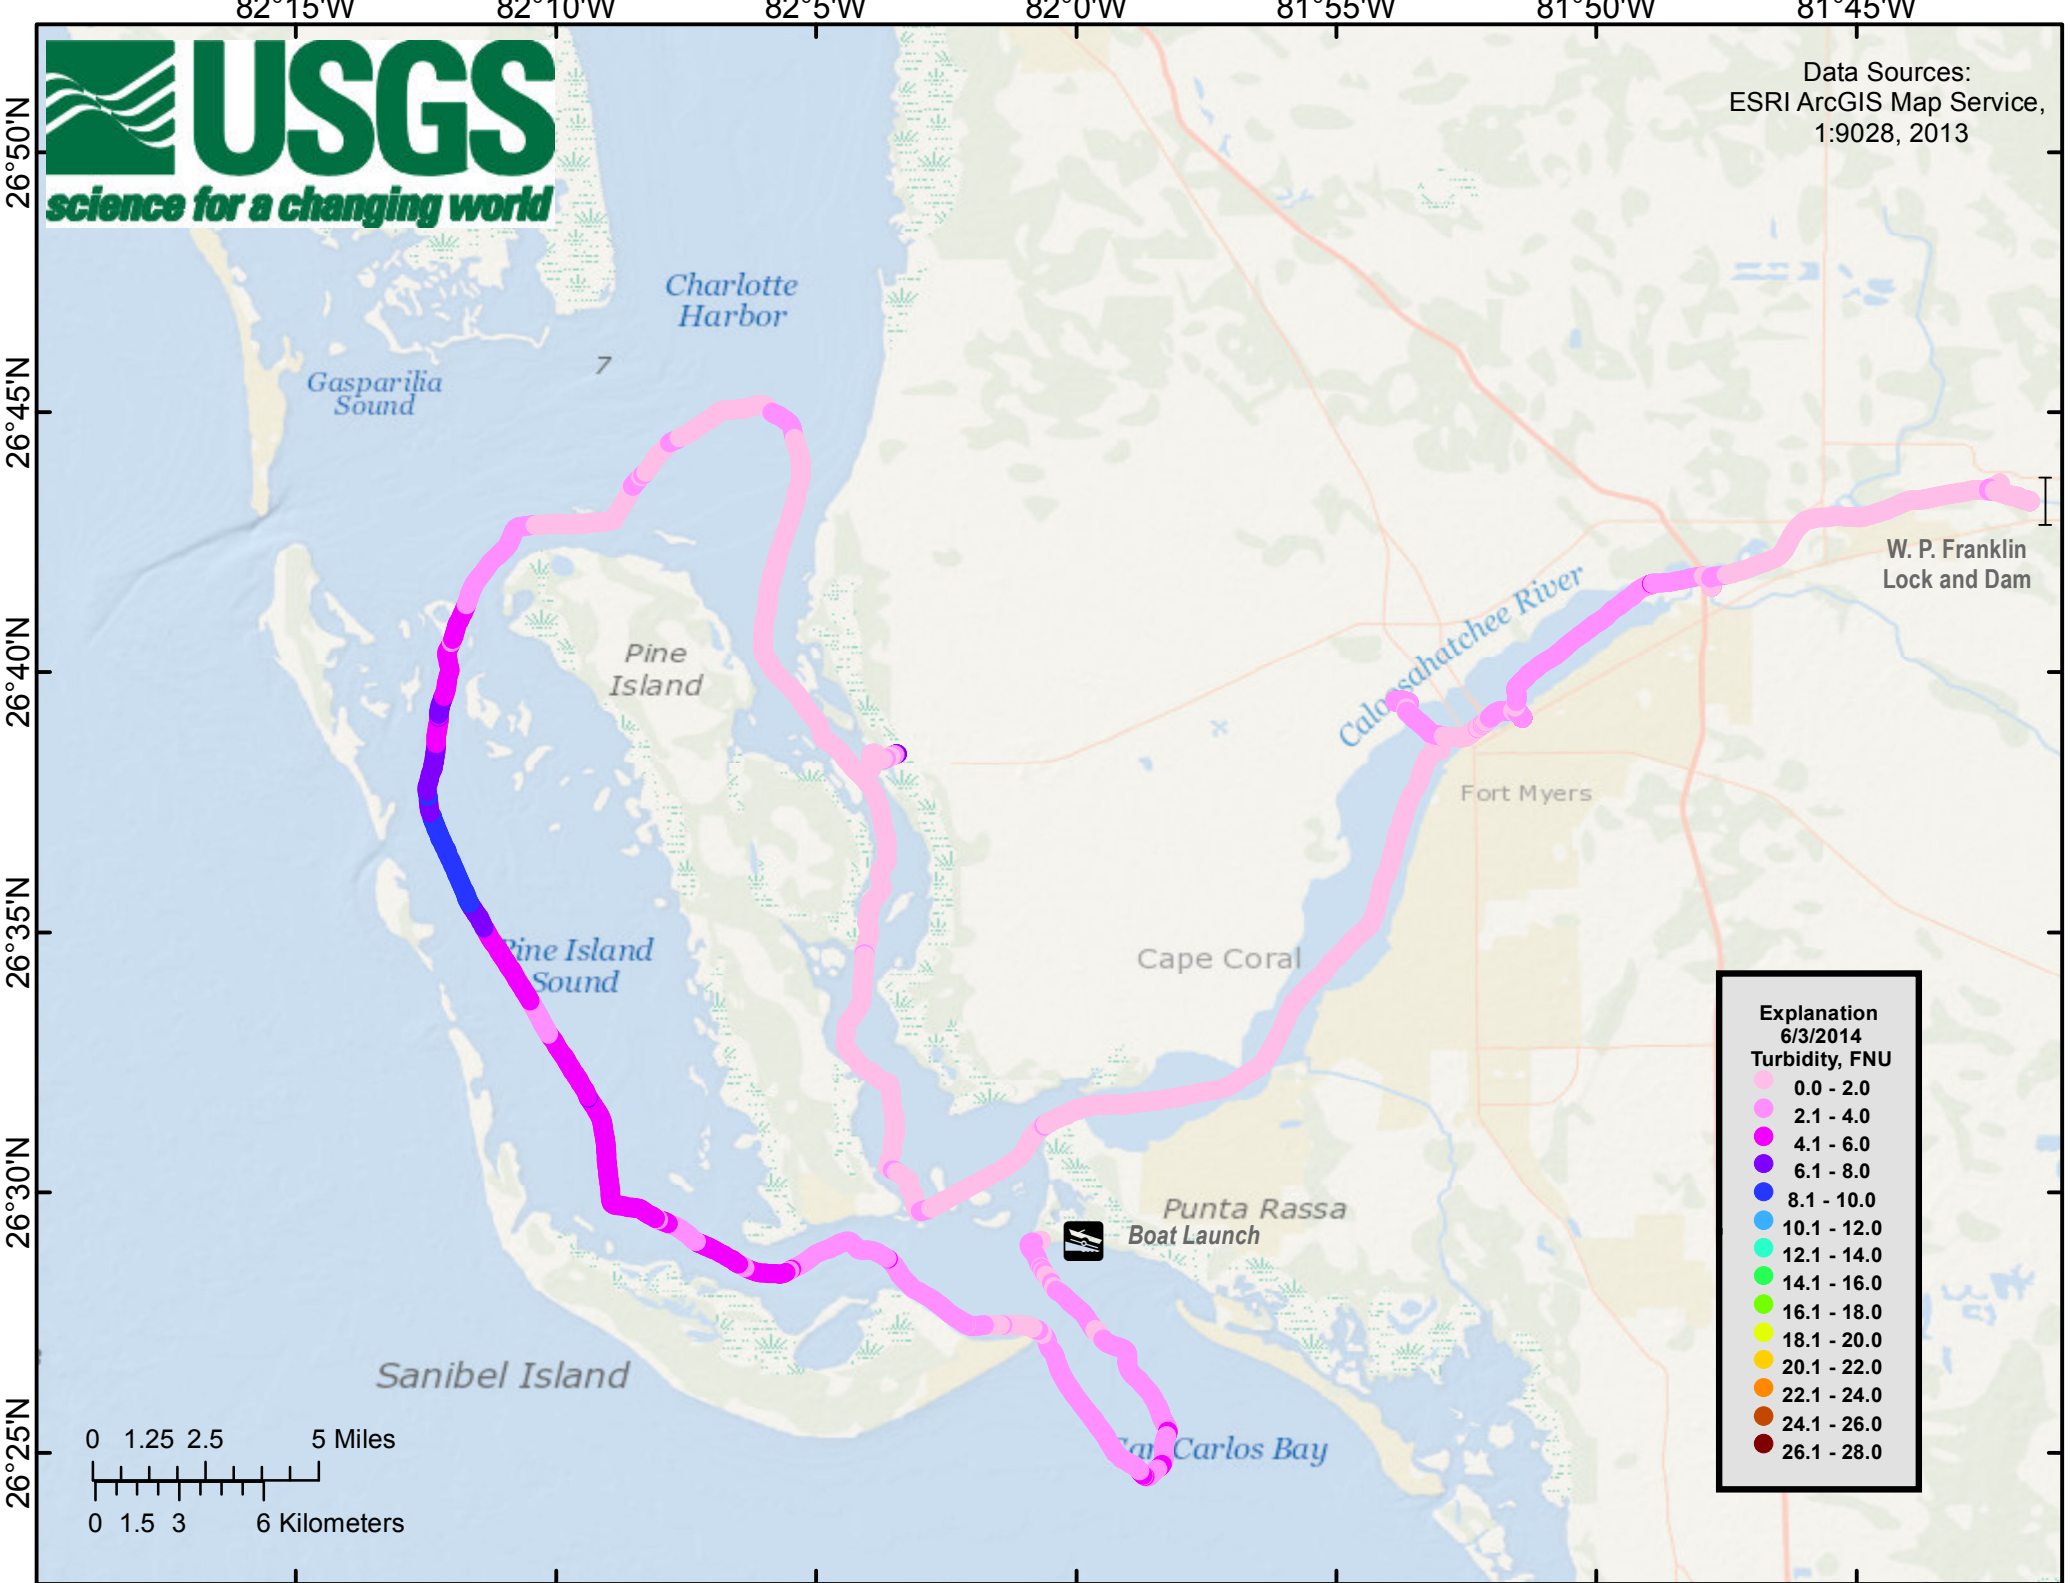 82°15'W 82°10'W 82°5'W 82°0'W 81°55'W 81°50'W 81°45'W
USGS
science for a changing world
Data Sources:
ESRI ArcGIS Map Service,
1:9028, 2013
26°50'N
26°45'N
26°40'N
26°35'N
26°30'N
26°25'N
Charlotte
Harbor
7
Gasparilia
Sound
W. P. Franklin
Lock and Dam
Caloosahatchee River
Pine
Island
Fort Myers
Pine Island
Sound
Cape Coral
Punta Rassa
Boat Launch
Sanibel Island
San Carlos Bay
Explanation
6/3/2014
Turbidity, FNU
0.0 - 2.0
2.1 - 4.0
4.1 - 6.0
6.1 - 8.0
8.1 - 10.0
10.1 - 12.0
12.1 - 14.0
14.1 - 16.0
16.1 - 18.0
18.1 - 20.0
20.1 - 22.0
22.1 - 24.0
24.1 - 26.0
26.1 - 28.0
0 1.25 2.5 5 Miles
0 1.5 3 6 Kilometers